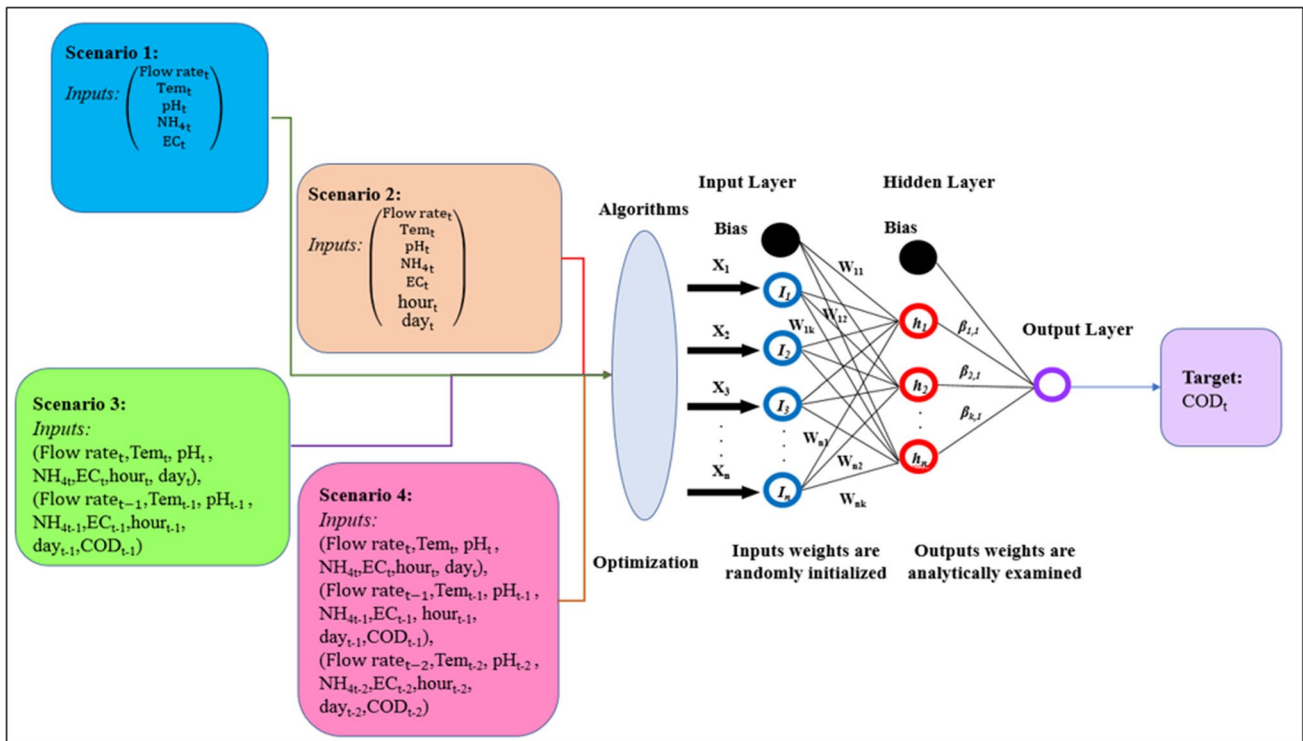 Scenario 1:
Inputs:
Flow rate_t
Tem_t
pH_t
NH_4t
EC_t
Scenario 2:
Inputs:
Flow rate_t
Tem_t
pH_t
NH_4t
EC_t
hour_t
day_t
Scenario 3:
Inputs:
(Flow rate_t,Tem_t, pH_t ,
NH_4t,EC_t,hour_t, day_t),
(Flow rate_t−1,Tem_t-1, pH_t-1 ,
NH_4t-1,EC_t-1,hour_t-1,
day_t-1,COD_t-1)
Scenario 4:
Inputs:
(Flow rate_t,Tem_t, pH_t ,
NH_4t,EC_t,hour_t, day_t),
(Flow rate_t−1,Tem_t-1, pH_t-1 ,
NH_4t-1,EC_t-1, hour_t-1,
day_t-1,COD_t-1),
(Flow rate_t−2,Tem_t-2, pH_t-2 ,
NH_4t-2,EC_t-2,hour_t-2,
day_t-2,COD_t-2)
Algorithms
Optimization
Input Layer
Bias
X_1
X_2
X_3
X_n
I_1
I_2
I_3
I_n
W_11
W_12
W_1k
W_n1
W_n2
W_nk
Inputs weights are
randomly initialized
Hidden Layer
Bias
h_1
h_2
h_n
β_1,1
β_2,1
β_k,1
Outputs weights are
analytically examined
Output Layer
Target:
COD_t